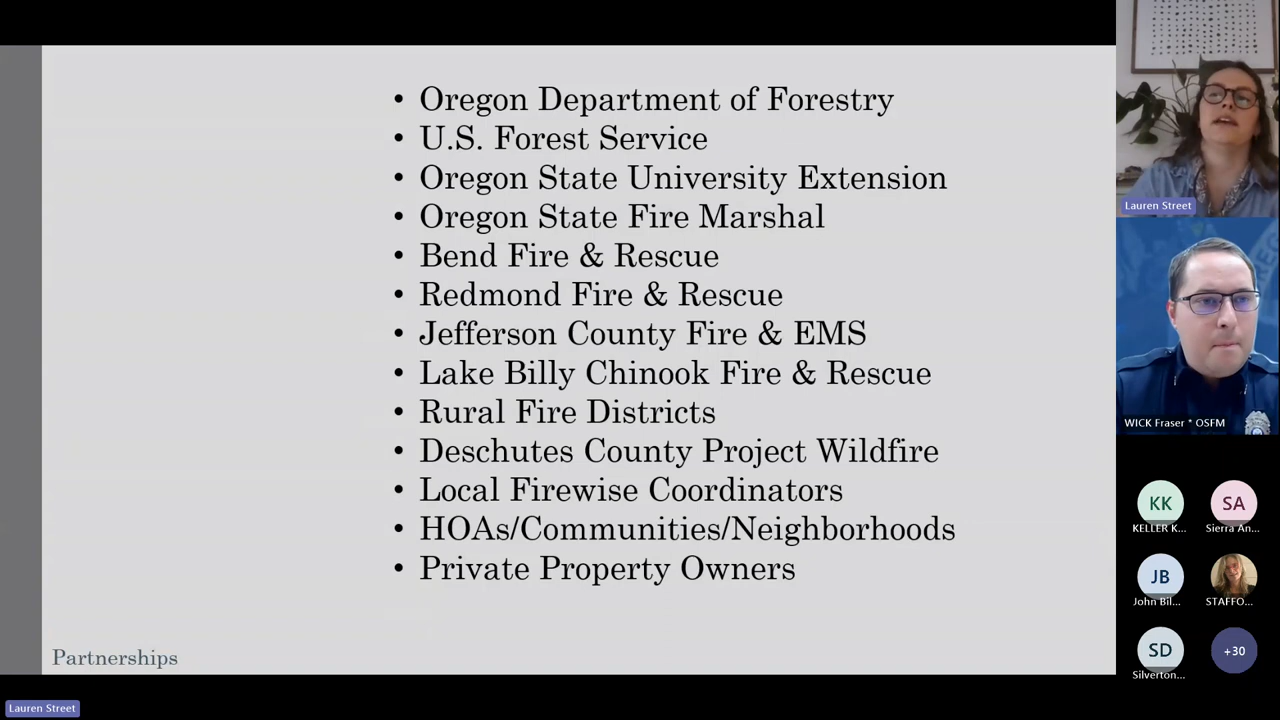 • Oregon Department of Forestry
• U.S. Forest Service
• Oregon State University Extension
• Oregon State Fire Marshal
• Bend Fire & Rescue
• Redmond Fire & Rescue
• Jefferson County Fire & EMS
• Lake Billy Chinook Fire & Rescue
• Rural Fire Districts
• Deschutes County Project Wildfire
• Local Firewise Coordinators
• HOAs/Communities/Neighborhoods
• Private Property Owners
Partnerships
Lauren Street
Lauren Street
WICK Fraser * OSFM
KK
KELLER K...
SA
Sierra An...
JB
John Bil...
STAFFO...
SD
Silverton...
+30